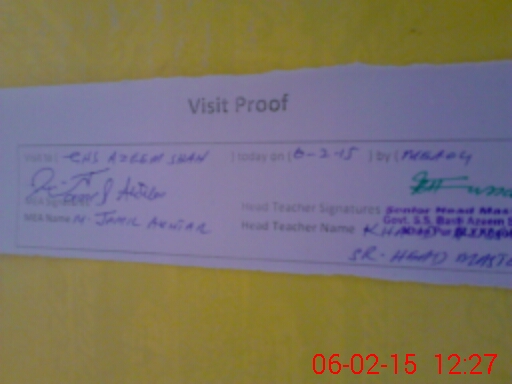 Visit Proof
Visit to ( GHS AZEEM SHAH ) today on ( 6-2-15 ) by (
MEA Signatures
Head Teacher Signatures
Senior Head Mas
Govt. S.S. Basti Azeem S
MEA Name M. JAMIL AKHTAR
Head Teacher Name
SR. HEAD MASTE
06-02-15 12:27